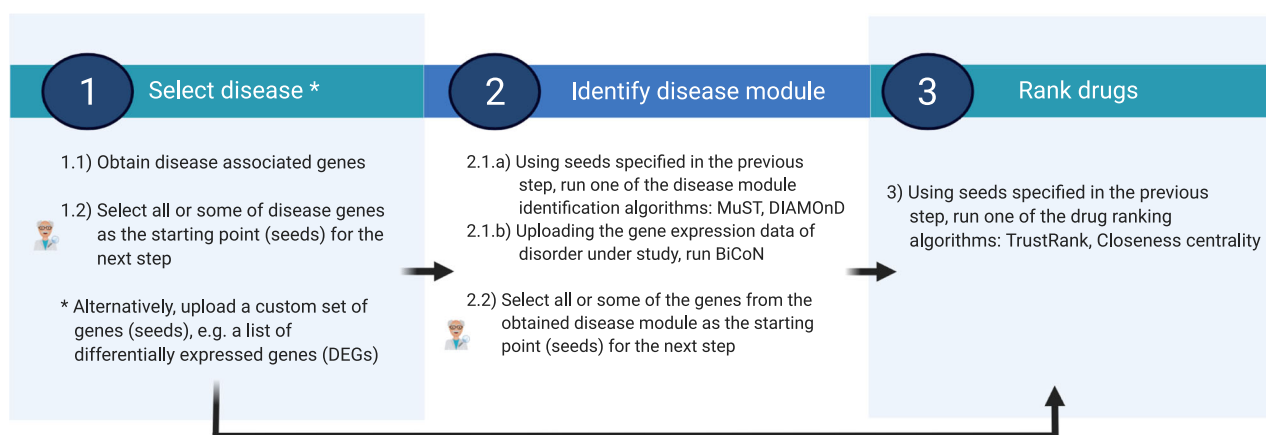 1
Select disease *
1.1) Obtain disease associated genes
1.2) Select all or some of disease genes
as the starting point (seeds) for the
next step
* Alternatively, upload a custom set of
genes (seeds), e.g. a list of
differentially expressed genes (DEGs)
2
Identify disease module
2.1.a) Using seeds specified in the previous
step, run one of the disease module
identification algorithms: MuST, DIAMOnD
2.1.b) Uploading the gene expression data of
disorder under study, run BiCoN
2.2) Select all or some of the genes from the
obtained disease module as the starting
point (seeds) for the next step
3
Rank drugs
3) Using seeds specified in the previous
step, run one of the drug ranking
algorithms: TrustRank, Closeness centrality